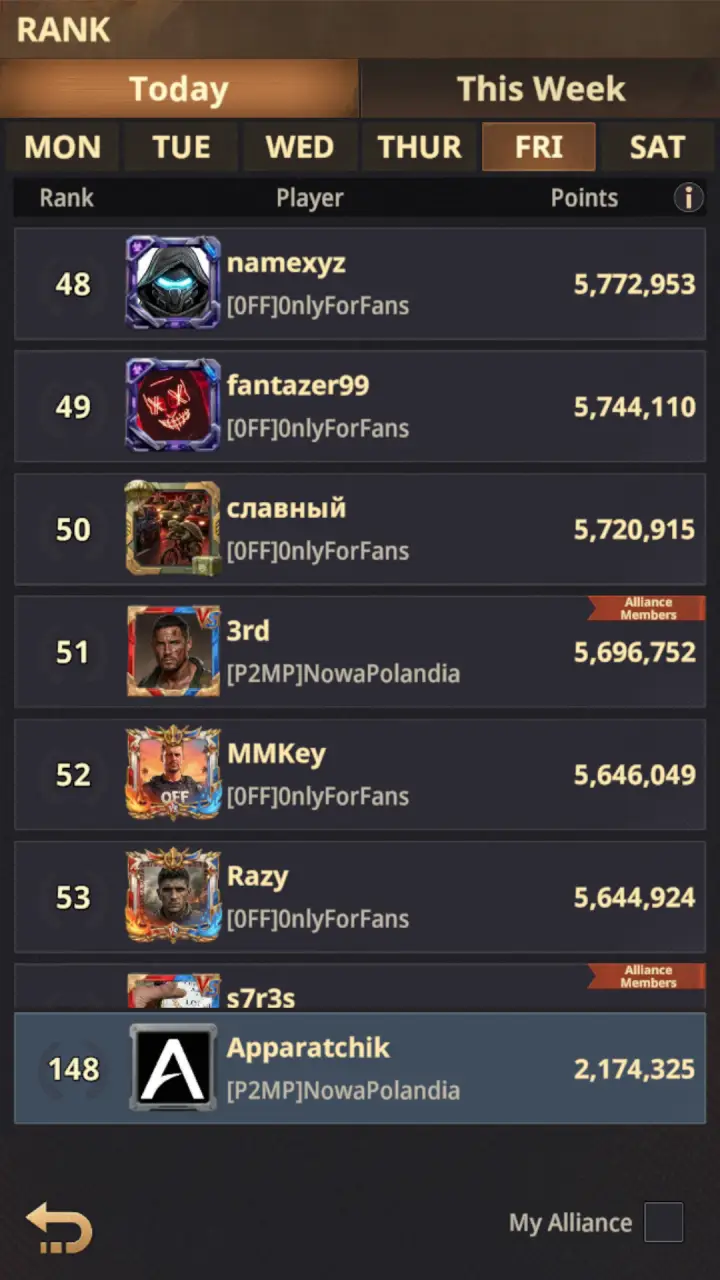 RANK
Today
This Week
MON
TUE
WED
THUR
FRI
SAT
Rank
Player
Points
48
namexyz
[0FF]0nlyForFans
5,772,953
49
fantazer99
[0FF]0nlyForFans
5,744,110
50
славный
[0FF]0nlyForFans
5,720,915
51
3rd
[P2MP]NowaPolandia
Alliance
Members
5,696,752
52
OFF
MMKey
[0FF]0nlyForFans
5,646,049
53
Razy
[0FF]0nlyForFans
5,644,924
s7r3s
Alliance
Members
148
Apparatchik
[P2MP]NowaPolandia
2,174,325
My Alliance